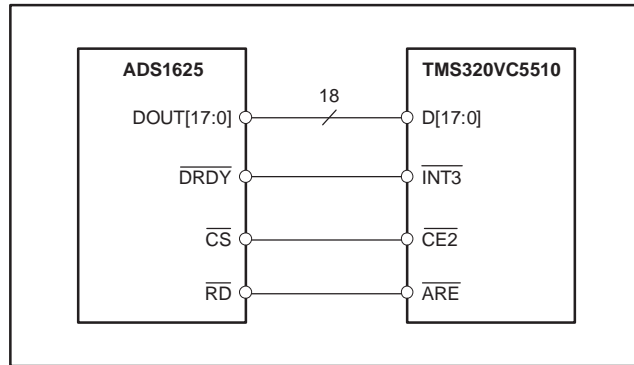 ADS1625 TMS320VC5510
18
DOUT[17:0] D[17:0]
DRDY INT3
CS CE2
RD ARE